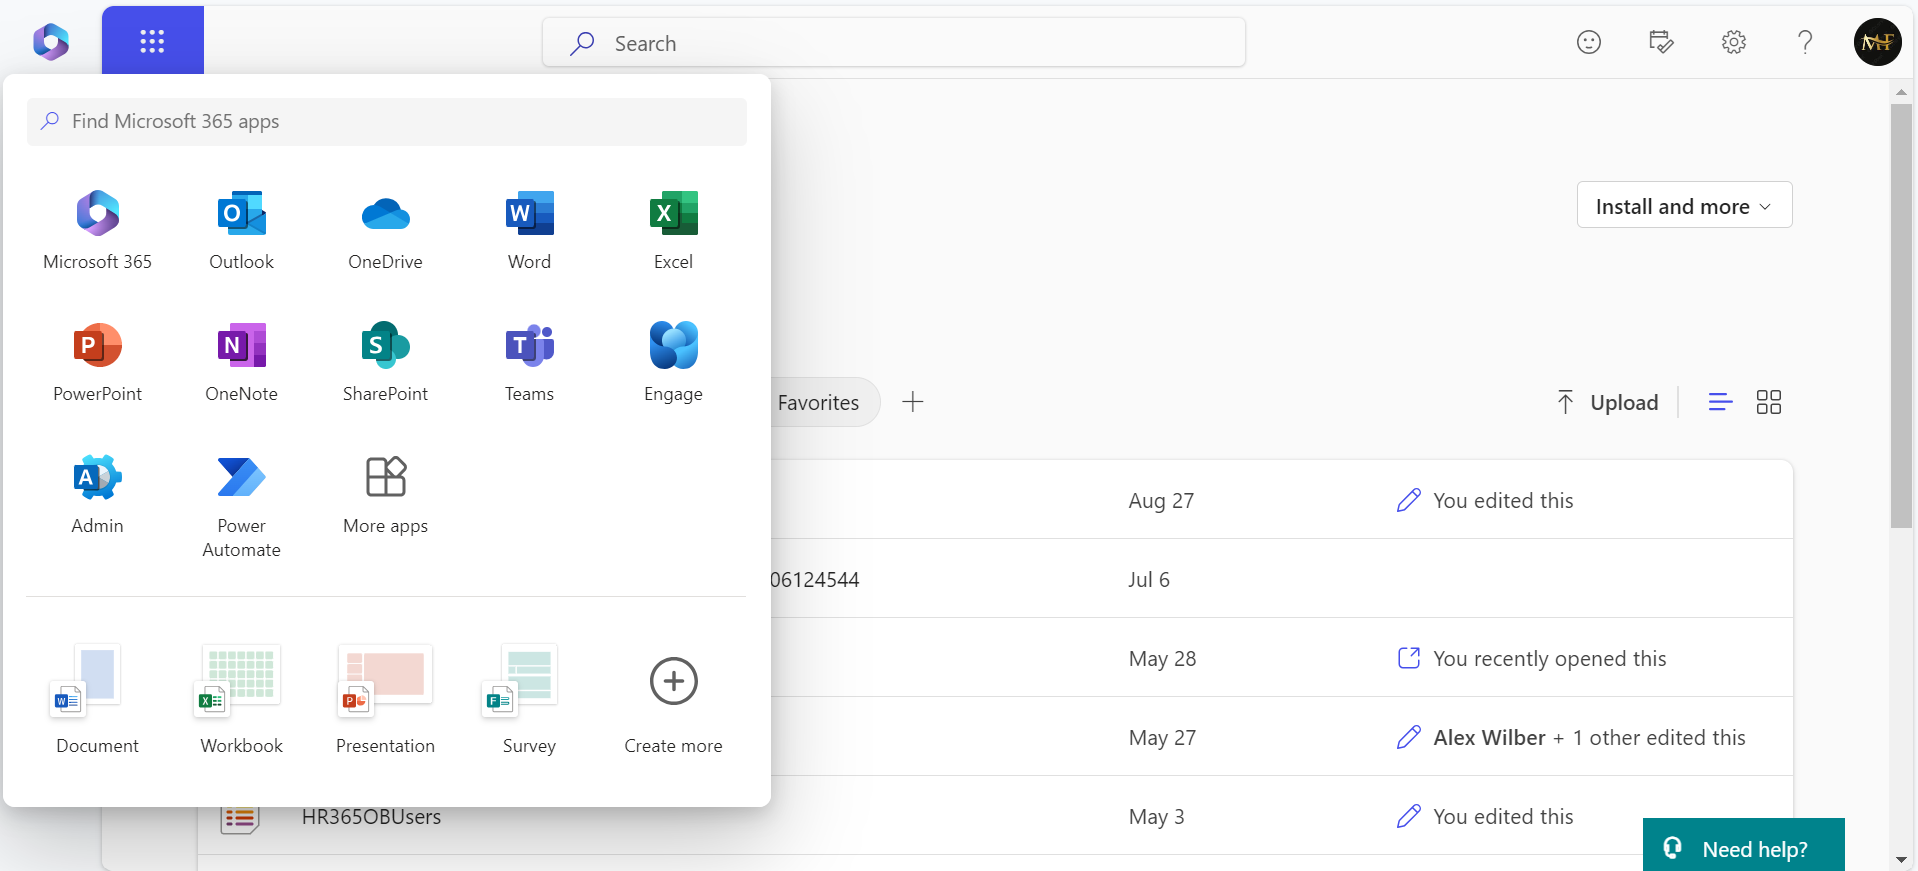 Search
MF
Find Microsoft 365 apps
Install and more
Microsoft 365
Outlook
OneDrive
Word
Excel
PowerPoint
OneNote
SharePoint
Teams
Engage
Favorites
Upload
Admin
Power
Automate
More apps
Aug 27
You edited this
06124544
Jul 6
May 28
You recently opened this
Document
Workbook
Presentation
Survey
Create more
May 27
Alex Wilber + 1 other edited this
HR365OBUsers
May 3
You edited this
Need help?